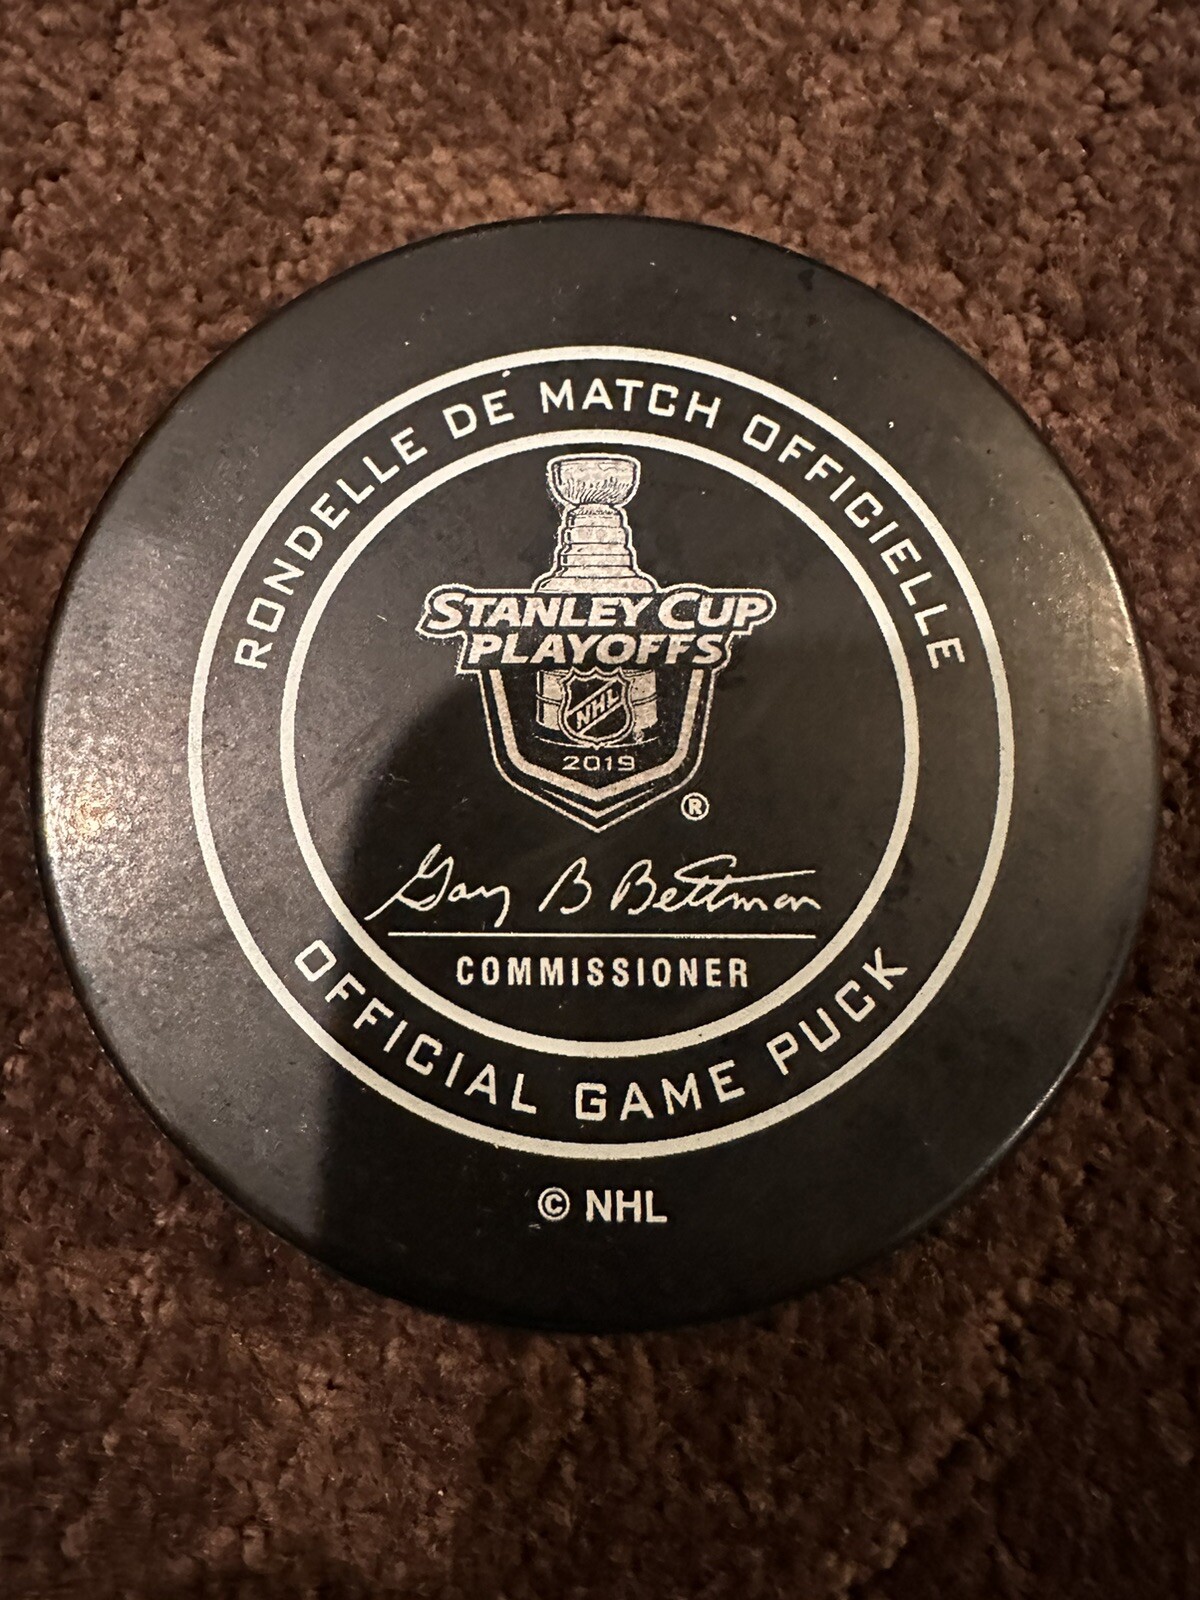 RONDELLE DE MATCH OFFICIELLE
STANLEY CUP
PLAYOFFS
NHL
2019
®
Gary B Bettman
COMMISSIONER
OFFICIAL GAME PUCK
© NHL